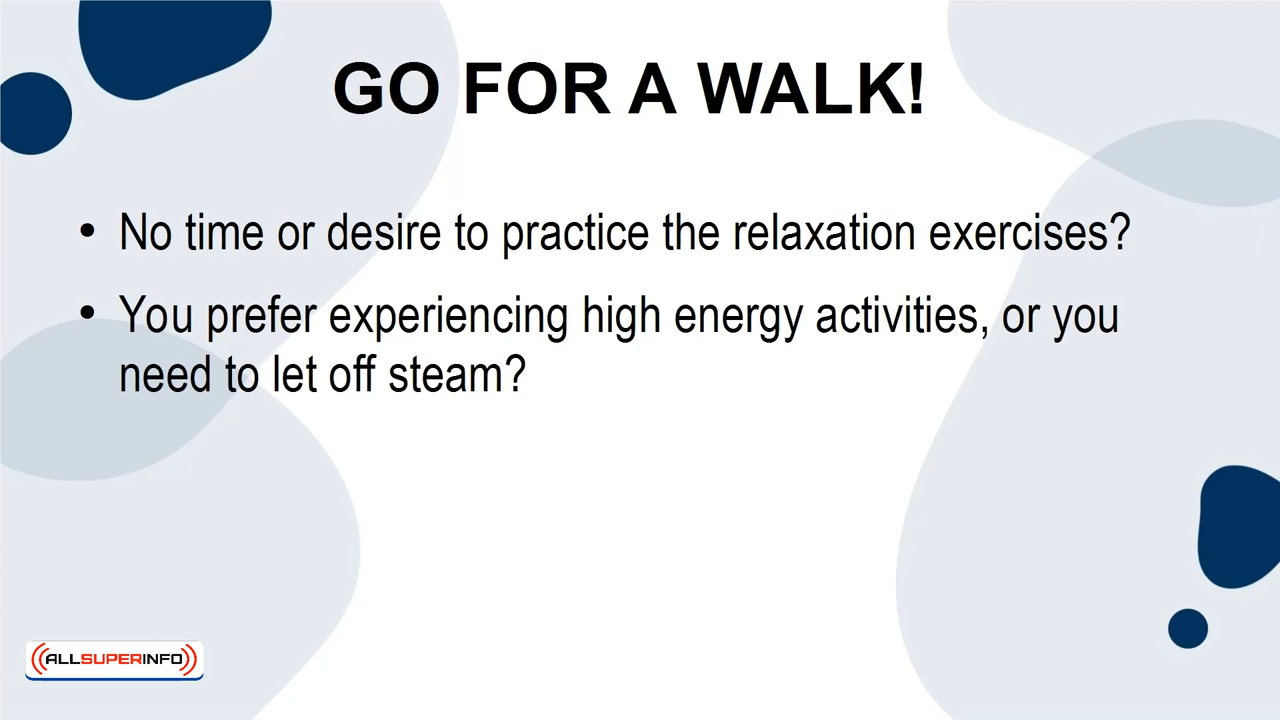 GO FOR A WALK!
• No time or desire to practice the relaxation exercises?
• You prefer experiencing high energy activities, or you
need to let off steam?
ALLSUPERINFO